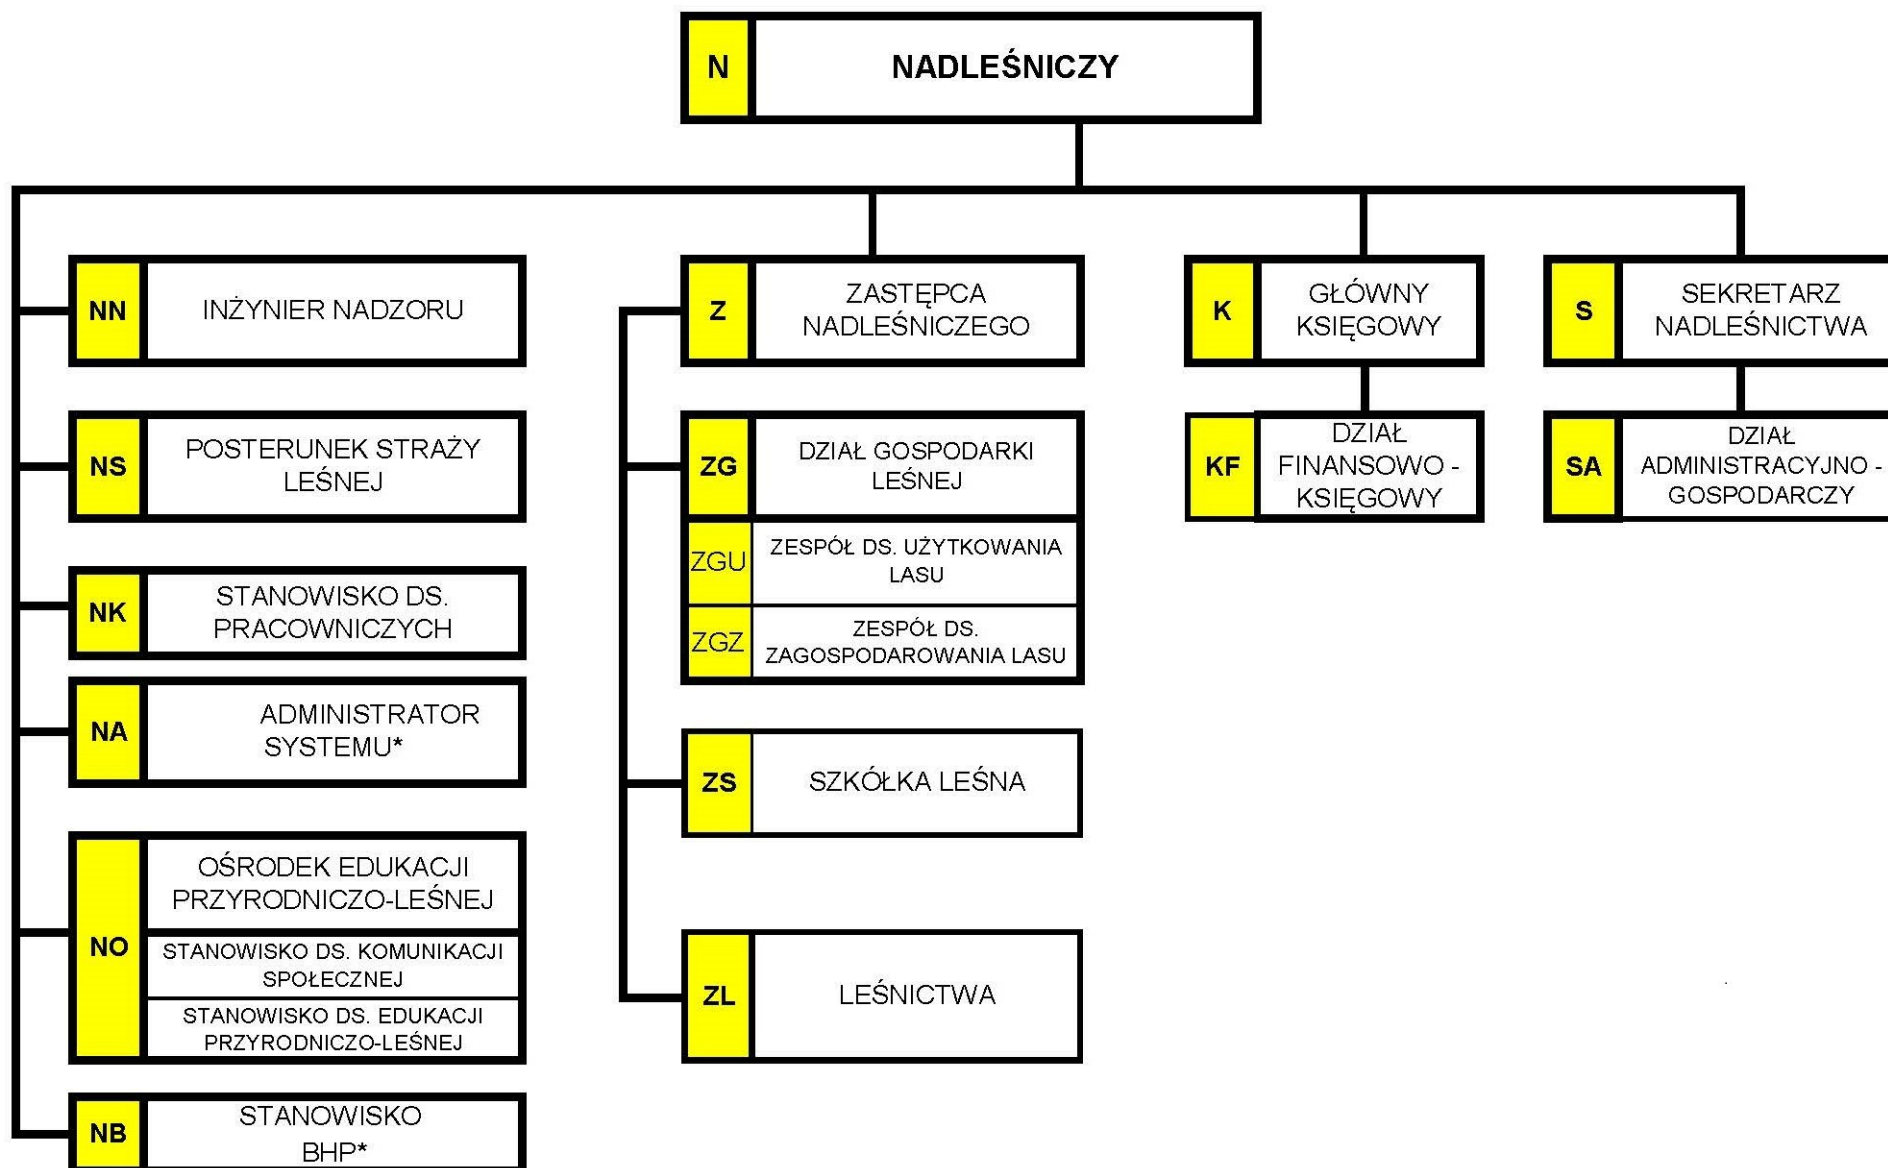 N
NADLEŚNICZY
NN
INŻYNIER NADZORU
NS
POSTERUNEK STRAŻY
LEŚNEJ
NK
STANOWISKO DS.
PRACOWNICZYCH
NA
ADMINISTRATOR
SYSTEMU*
NO
OŚRODEK EDUKACJI
PRZYRODNICZO-LEŚNEJ
STANOWISKO DS. KOMUNIKACJI
SPOŁECZNEJ
STANOWISKO DS. EDUKACJI
PRZYRODNICZO-LEŚNEJ
NB
STANOWISKO
BHP*
Z
ZASTĘPCA
NADLEŚNICZEGO
ZG
DZIAŁ GOSPODARKI
LEŚNEJ
ZGU
ZESPÓŁ DS. UŻYTKOWANIA
LASU
ZGZ
ZESPÓŁ DS.
ZAGOSPODAROWANIA LASU
ZS
SZKÓŁKA LEŚNA
ZL
LEŚNICTWA
K
GŁÓWNY
KSIĘGOWY
KF
DZIAŁ
FINANSOWO -
KSIĘGOWY
S
SEKRETARZ
NADLEŚNICTWA
SA
DZIAŁ
ADMINISTRACYJNO -
GOSPODARCZY